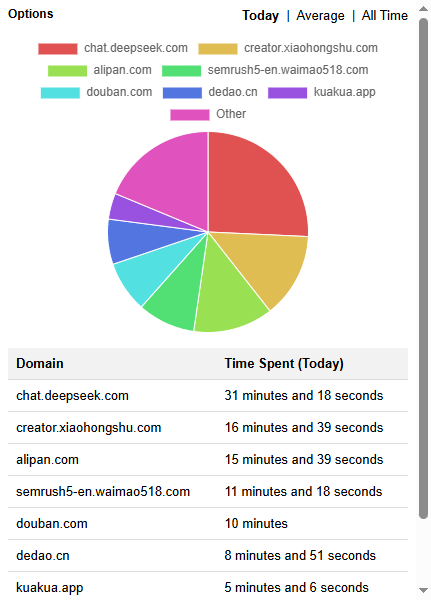 Options Today | Average | All Time
chat.deepseek.com creator.xiaohongshu.com
alipan.com semrush5-en.waimao518.com
douban.com dedao.cn kuakua.app
Other
Domain Time Spent (Today)
chat.deepseek.com 31 minutes and 18 seconds
creator.xiaohongshu.com 16 minutes and 39 seconds
alipan.com 15 minutes and 39 seconds
semrush5-en.waimao518.com 11 minutes and 18 seconds
douban.com 10 minutes
dedao.cn 8 minutes and 51 seconds
kuakua.app 5 minutes and 6 seconds